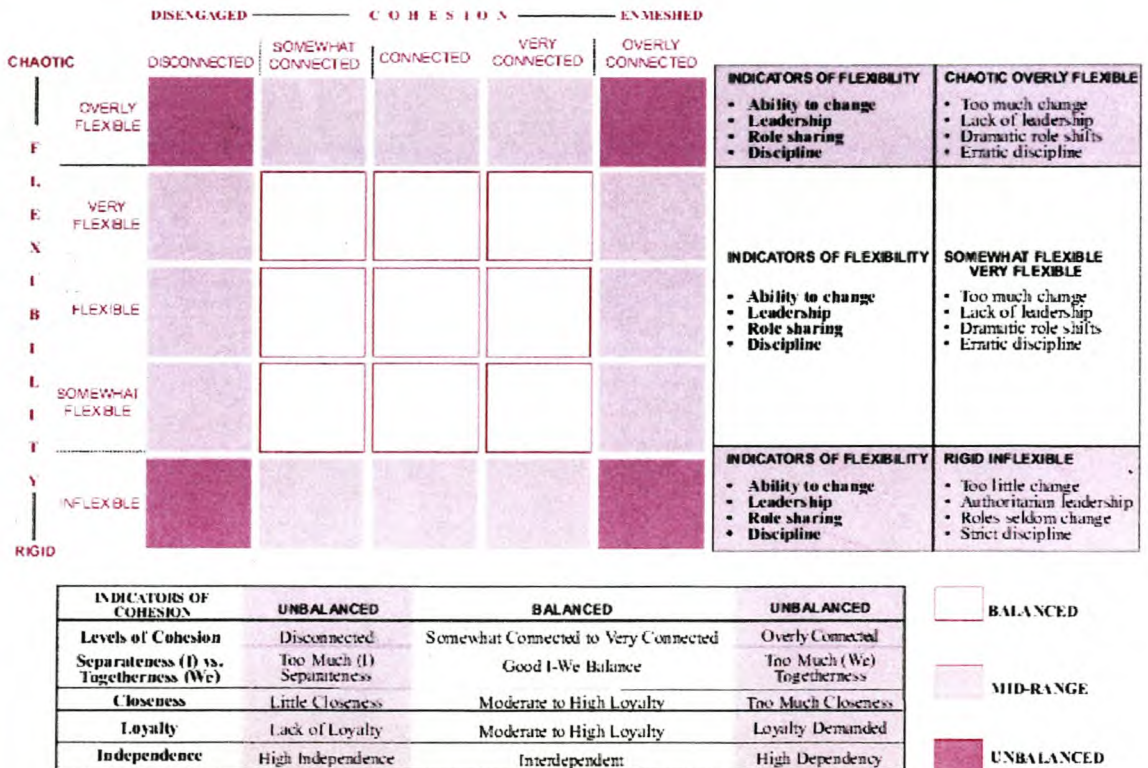 DISENGAGED COHESION ENMESHED
CHAOTIC DISCONNECTED SOMEWHAT CONNECTED CONNECTED VERY CONNECTED OVERLY CONNECTED
FLEXIBILITY
OVERLY FLEXIBLE
VERY FLEXIBLE
FLEXIBLE
SOMEWHAT FLEXIBLE
INFLEXIBLE
RIGID
INDICATORS OF FLEXIBILITY
• Ability to change
• Leadership
• Role sharing
• Discipline
CHAOTIC OVERLY FLEXIBLE
• Too much change
• Lack of leadership
• Dramatic role shifts
• Erratic discipline
INDICATORS OF FLEXIBILITY
• Ability to change
• Leadership
• Role sharing
• Discipline
SOMEWHAT FLEXIBLE
VERY FLEXIBLE
• Too much change
• Lack of leadership
• Dramatic role shifts
• Erratic discipline
INDICATORS OF FLEXIBILITY
• Ability to change
• Leadership
• Role sharing
• Discipline
RIGID INFLEXIBLE
• Too little change
• Authoritarian leadership
• Roles seldom change
• Strict discipline
INDICATORS OF COHESION UNBALANCED BALANCED UNBALANCED
Levels of Cohesion Disconnected Somewhat Connected to Very Connected Overly Connected
Separateness (I) vs. Togetherness (We) Too Much (I) Separateness Good I-We Balance Too Much (We) Togetherness
Closeness Little Closeness Moderate to High Loyalty Too Much Closeness
Loyalty Lack of Loyalty Moderate to High Loyalty Loyalty Demanded
Independence High Independence Interdependent High Dependency
BALANCED
MID-RANGE
UNBALANCED